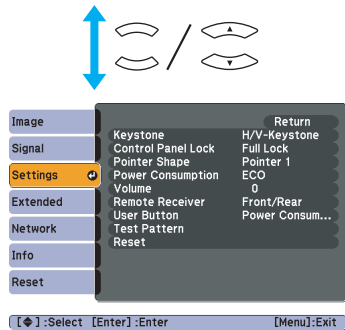 Image
Signal
Settings
Extended
Network
Info
Reset
Return
Keystone H/V-Keystone
Control Panel Lock Full Lock
Pointer Shape Pointer 1
Power Consumption ECO
Volume 0
Remote Receiver Front/Rear
User Button Power Consum...
Test Pattern
Reset
[◆] :Select [Enter] :Enter [Menu]:Exit